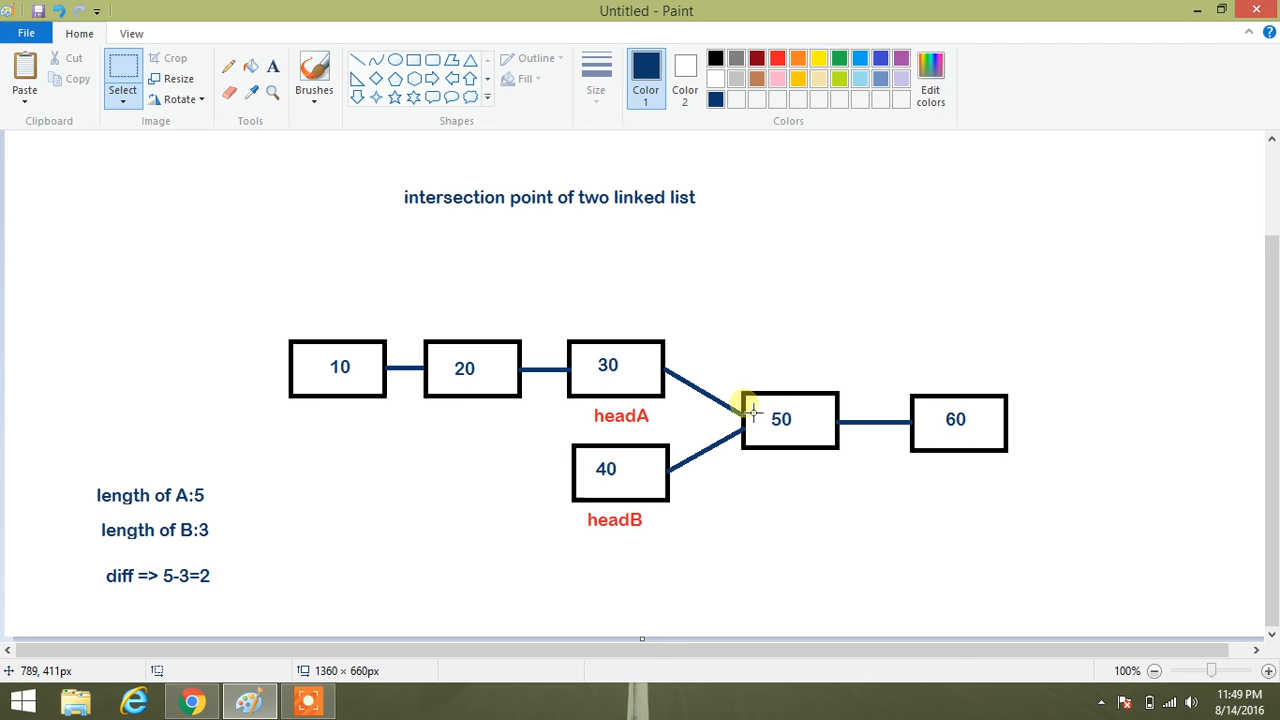 Untitled - Paint
File
Home
View
Paste
Cut
Copy
Clipboard
Select
Crop
Resize
Rotate
Image
Tools
Brushes
Outline
Fill
Shapes
Size
Color 1
Color 2
Edit colors
Colors
intersection point of two linked list
10
20
30
headA
50
60
40
headB
length of A:5
length of B:3
diff => 5-3=2
789, 411px
1360 × 660px
100%
11:49 PM
8/14/2016